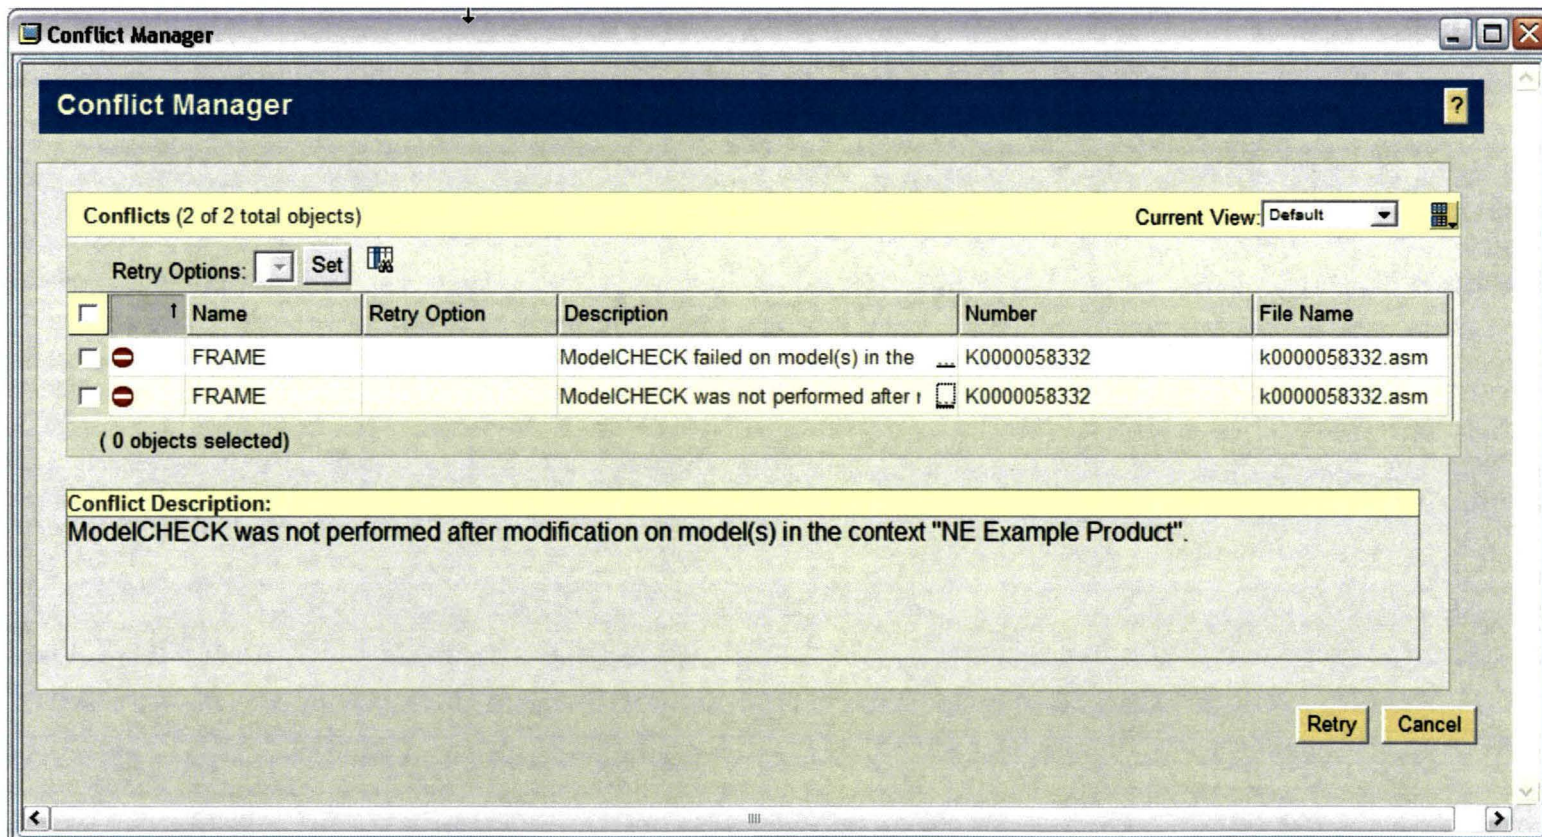 Conflict Manager
Conflict Manager ?
Conflicts (2 of 2 total objects) Current View: Default
Retry Options: Set
Name Retry Option Description Number File Name
FRAME ModelCHECK failed on model(s) in the ... K0000058332 k0000058332.asm
FRAME ModelCHECK was not performed after ... K0000058332 k0000058332.asm
( 0 objects selected)
Conflict Description:
ModelCHECK was not performed after modification on model(s) in the context "NE Example Product".
Retry Cancel